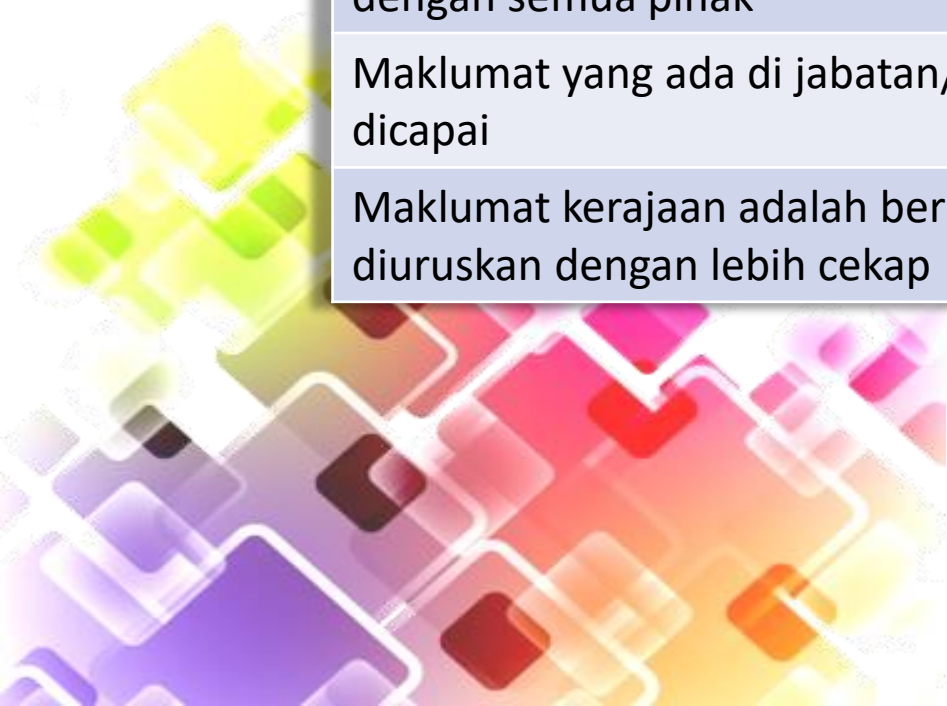 dengan semua pihak
Maklumat yang ada di jabatan/
dicapai
Maklumat kerajaan adalah ber
diuruskan dengan lebih cekap